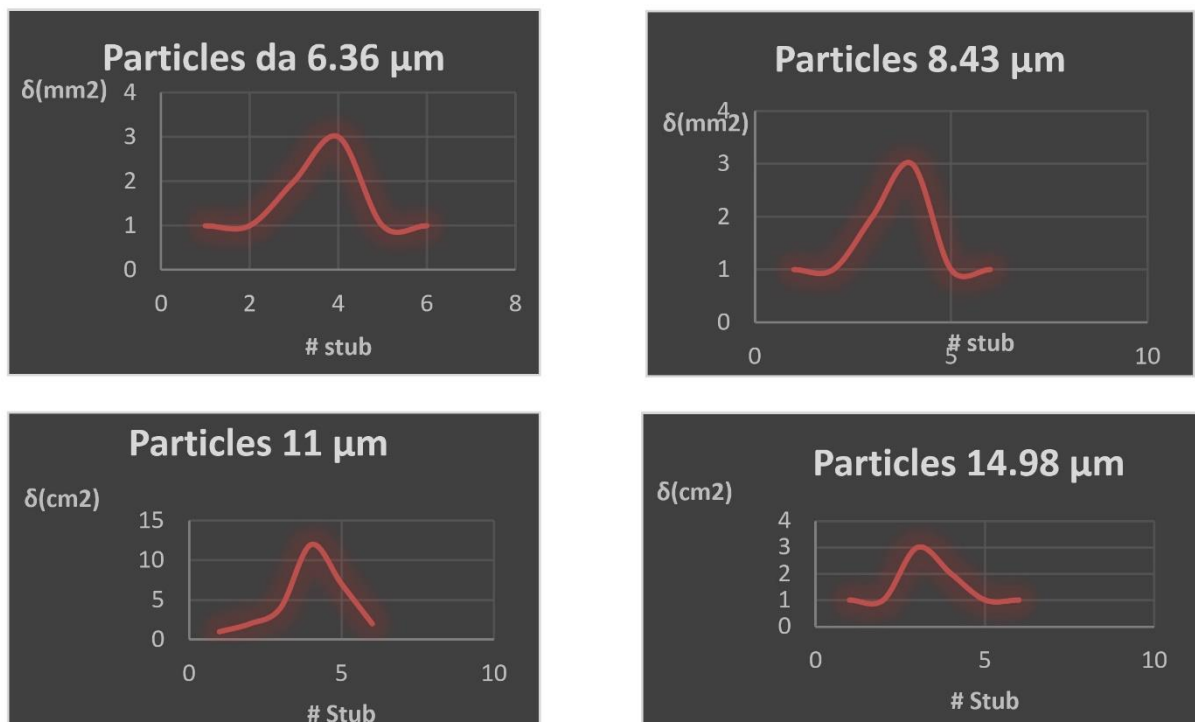 Particles da 6.36 µm
δ(mm2)
4
3
2
1
0
0 2 4 6 8
# stub
Particles 8.43 µm
δ(mm2)
4
3
2
1
0
0 5 10
# stub
Particles 11 µm
δ(cm2)
15
10
5
0
0 5 10
# Stub
Particles 14.98 µm
δ(cm2)
4
3
2
1
0
0 5 10
# Stub